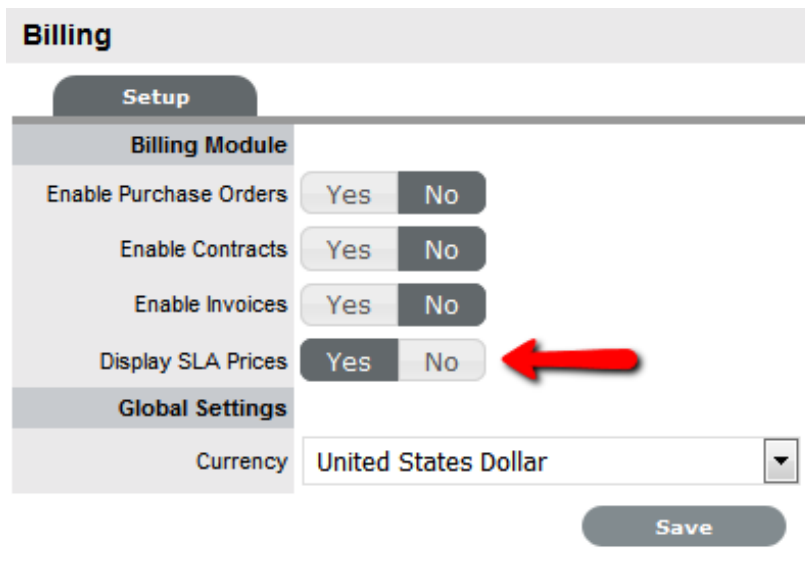 Billing
Setup
Billing Module
Enable Purchase Orders Yes No
Enable Contracts Yes No
Enable Invoices Yes No
Display SLA Prices Yes No
Global Settings
Currency United States Dollar
Save